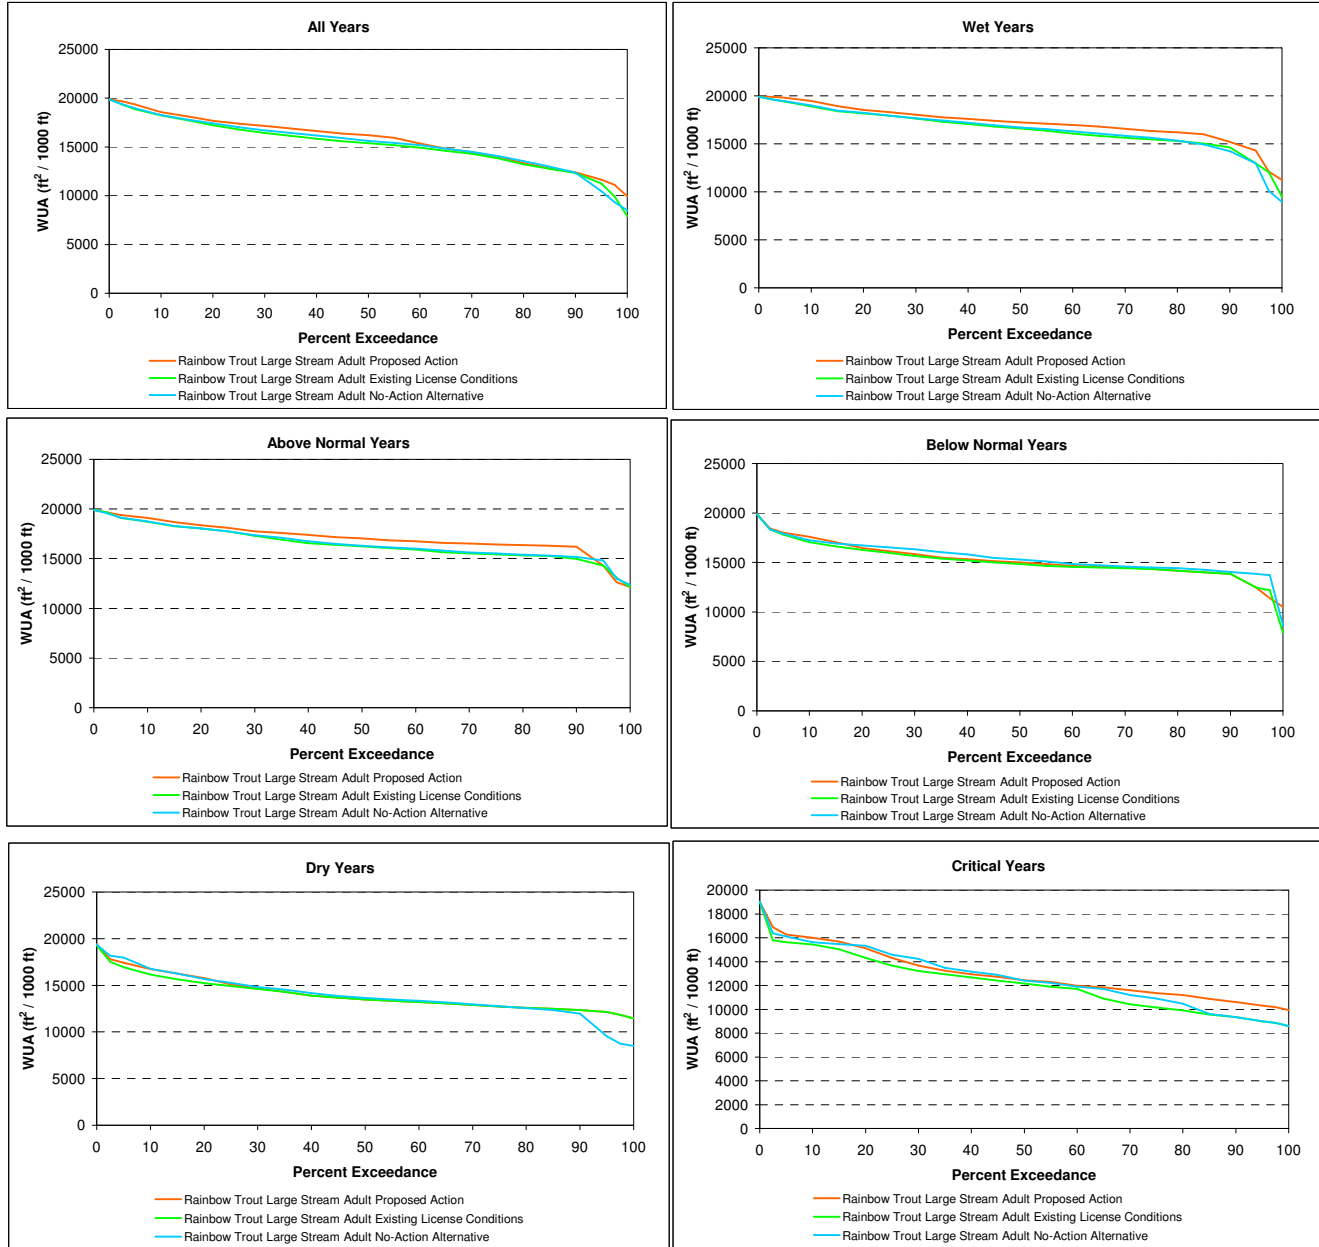 All Years
25000
20000
15000
10000
5000
0
WUA (ft² / 1000 ft)
0 10 20 30 40 50 60 70 80 90 100
Percent Exceedance
Rainbow Trout Large Stream Adult Proposed Action
Rainbow Trout Large Stream Adult Existing License Conditions
Rainbow Trout Large Stream Adult No-Action Alternative
Wet Years
25000
20000
15000
10000
5000
0
WUA (ft² / 1000 ft)
0 10 20 30 40 50 60 70 80 90 100
Percent Exceedance
Rainbow Trout Large Stream Adult Proposed Action
Rainbow Trout Large Stream Adult Existing License Conditions
Rainbow Trout Large Stream Adult No-Action Alternative
Above Normal Years
25000
20000
15000
10000
5000
0
WUA (ft² / 1000 ft)
0 10 20 30 40 50 60 70 80 90 100
Percent Exceedance
Rainbow Trout Large Stream Adult Proposed Action
Rainbow Trout Large Stream Adult Existing License Conditions
Rainbow Trout Large Stream Adult No-Action Alternative
Below Normal Years
25000
20000
15000
10000
5000
0
WUA (ft² / 1000 ft)
0 10 20 30 40 50 60 70 80 90 100
Percent Exceedance
Rainbow Trout Large Stream Adult Proposed Action
Rainbow Trout Large Stream Adult Existing License Conditions
Rainbow Trout Large Stream Adult No-Action Alternative
Dry Years
25000
20000
15000
10000
5000
0
WUA (ft² / 1000 ft)
0 10 20 30 40 50 60 70 80 90 100
Percent Exceedance
Rainbow Trout Large Stream Adult Proposed Action
Rainbow Trout Large Stream Adult Existing License Conditions
Rainbow Trout Large Stream Adult No-Action Alternative
Critical Years
20000
18000
16000
14000
12000
10000
8000
6000
4000
2000
0
WUA (ft² / 1000 ft)
0 10 20 30 40 50 60 70 80 90 100
Percent Exceedance
Rainbow Trout Large Stream Adult Proposed Action
Rainbow Trout Large Stream Adult Existing License Conditions
Rainbow Trout Large Stream Adult No-Action Alternative